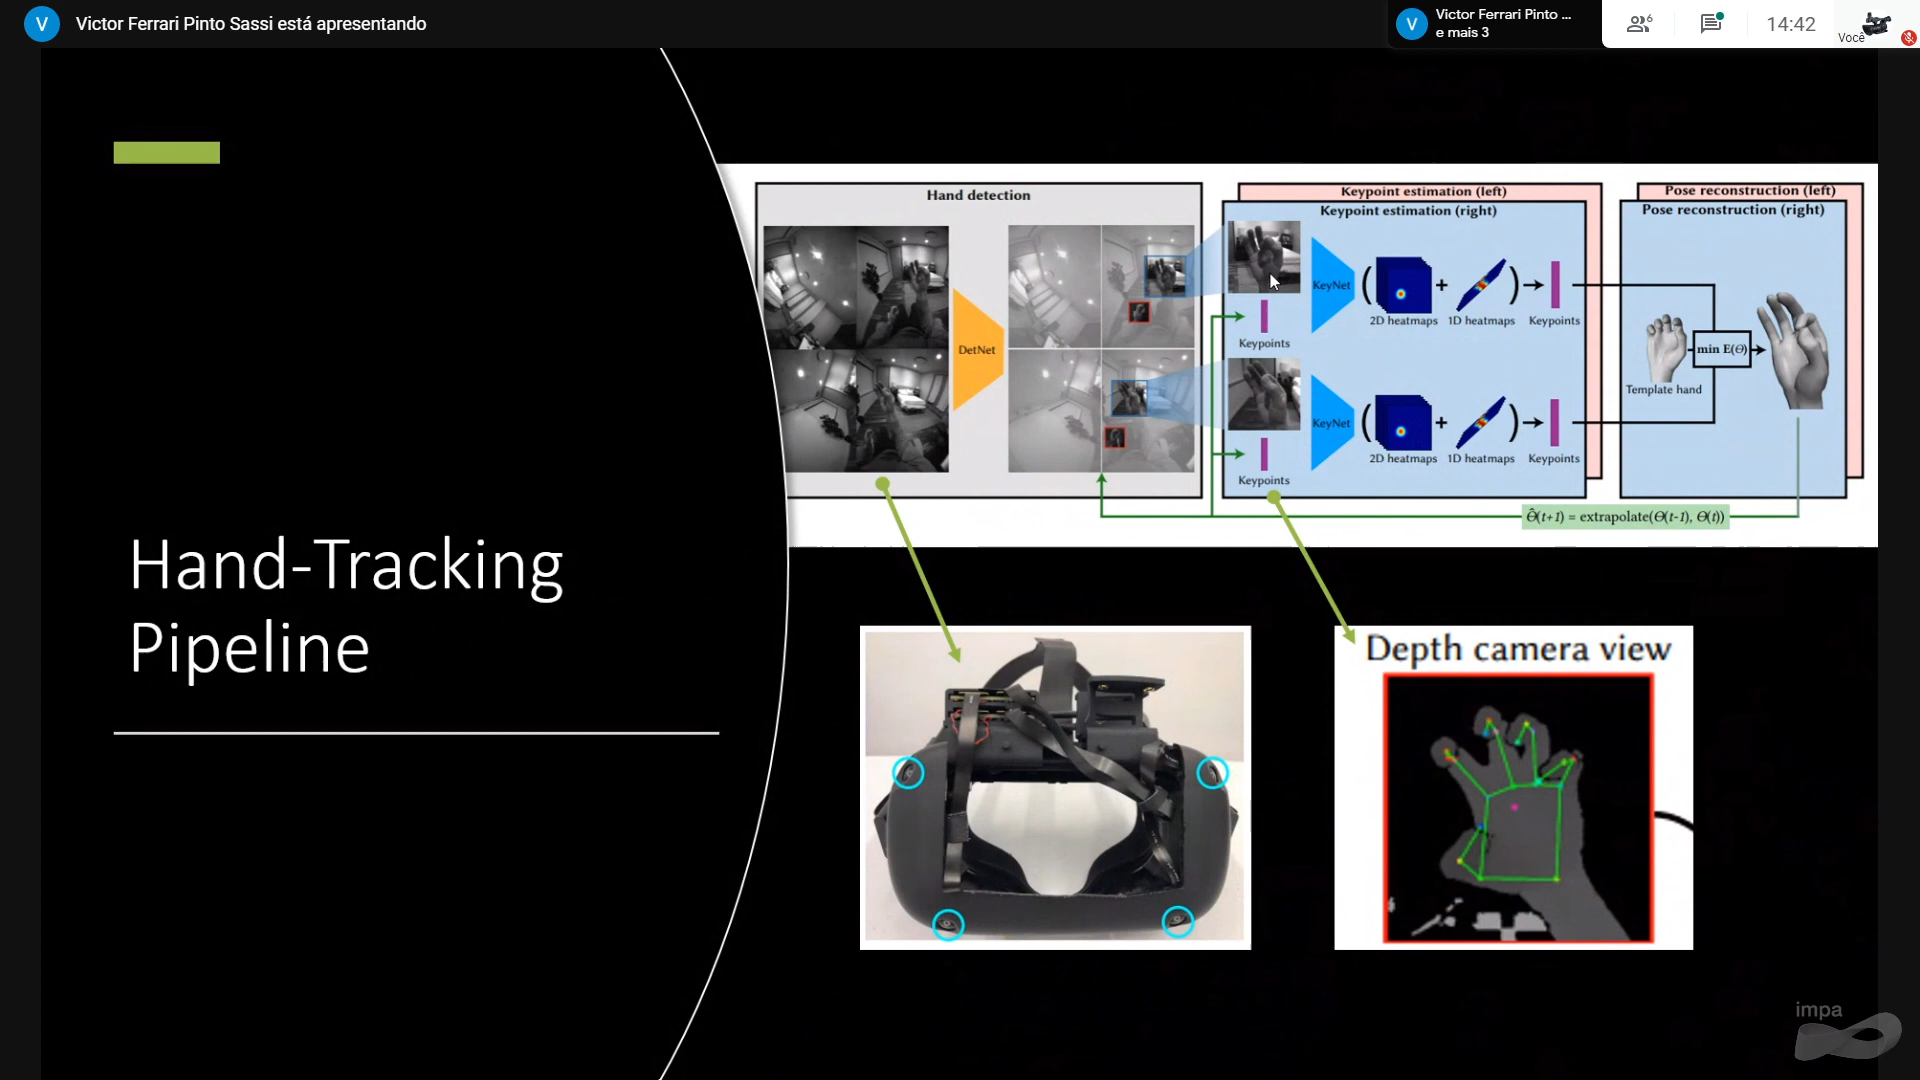 V
Victor Ferrari Pinto Sassi está apresentando
V
Victor Ferrari Pinto ...
e mais 3
6
14:42
Você
Hand-Tracking
Pipeline
Hand detection
DetNet
Keypoint estimation (left)
Keypoint estimation (right)
Keypoints
KeyNet
(
+
)
2D heatmaps
1D heatmaps
Keypoints
Keypoints
KeyNet
(
+
)
2D heatmaps
1D heatmaps
Keypoints
Pose reconstruction (left)
Pose reconstruction (right)
Template hand
min E(Θ)
Θ̂(t+1) = extrapolate(Θ(t-1), Θ(t))
Depth camera view
impa